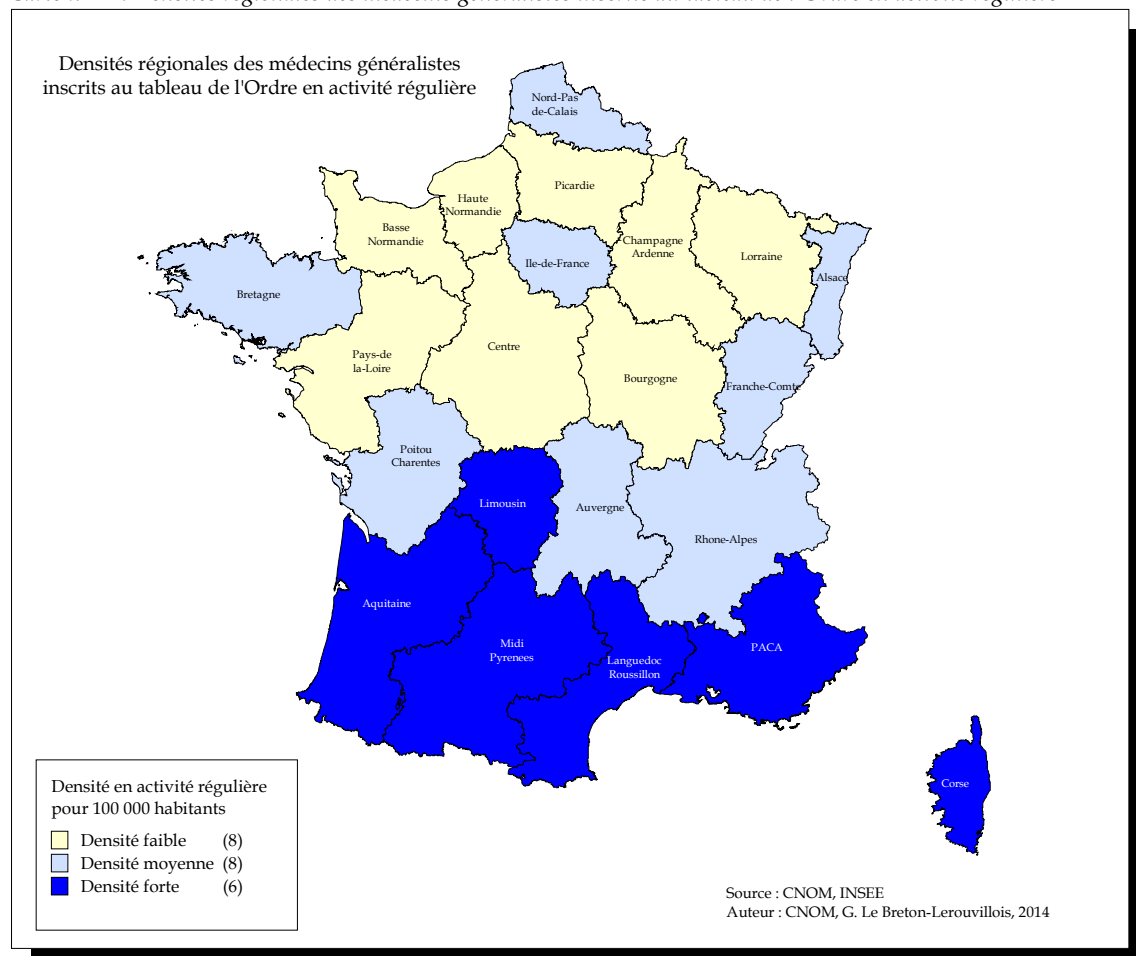 Densités régionales des médecins généralistes
inscrits au tableau de l'Ordre en activité régulière
Nord-Pas
de-Calais
Picardie
Haute
Normandie
Basse
Normandie
Champagne
Ardenne
Lorraine
Ile-de-France
Alsace
Bretagne
Centre
Pays-de
la-Loire
Bourgogne
Franche-Comte
Poitou
Charentes
Limousin
Auvergne
Rhone-Alpes
Aquitaine
Midi
Pyrenees
PACA
Languedoc
Roussillon
Corse
Densité en activité régulière
pour 100 000 habitants
Densité faible (8)
Densité moyenne (8)
Densité forte (6)
Source : CNOM, INSEE
Auteur : CNOM, G. Le Breton-Lerouvillois, 2014